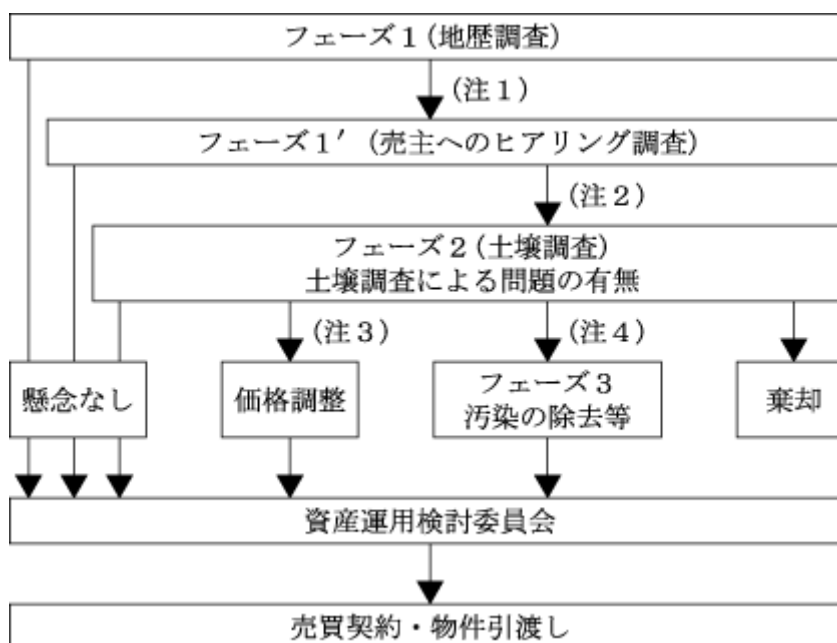 フェーズ1(地歴調査)
(注1)
フェーズ1′(売主へのヒアリング調査)
(注2)
フェーズ2(土壌調査)
土壌調査による問題の有無
(注3)
(注4)
懸念なし
価格調整
フェーズ3
汚染の除去等
棄却
資産運用検討委員会
売買契約・物件引渡し